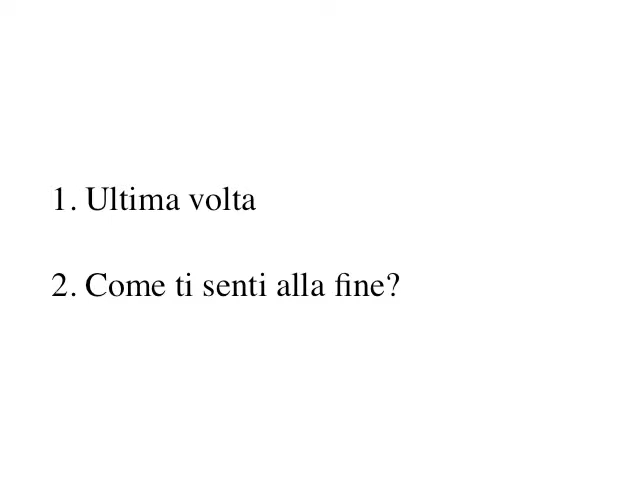 1. Ultima volta
2. Come ti senti alla fine?